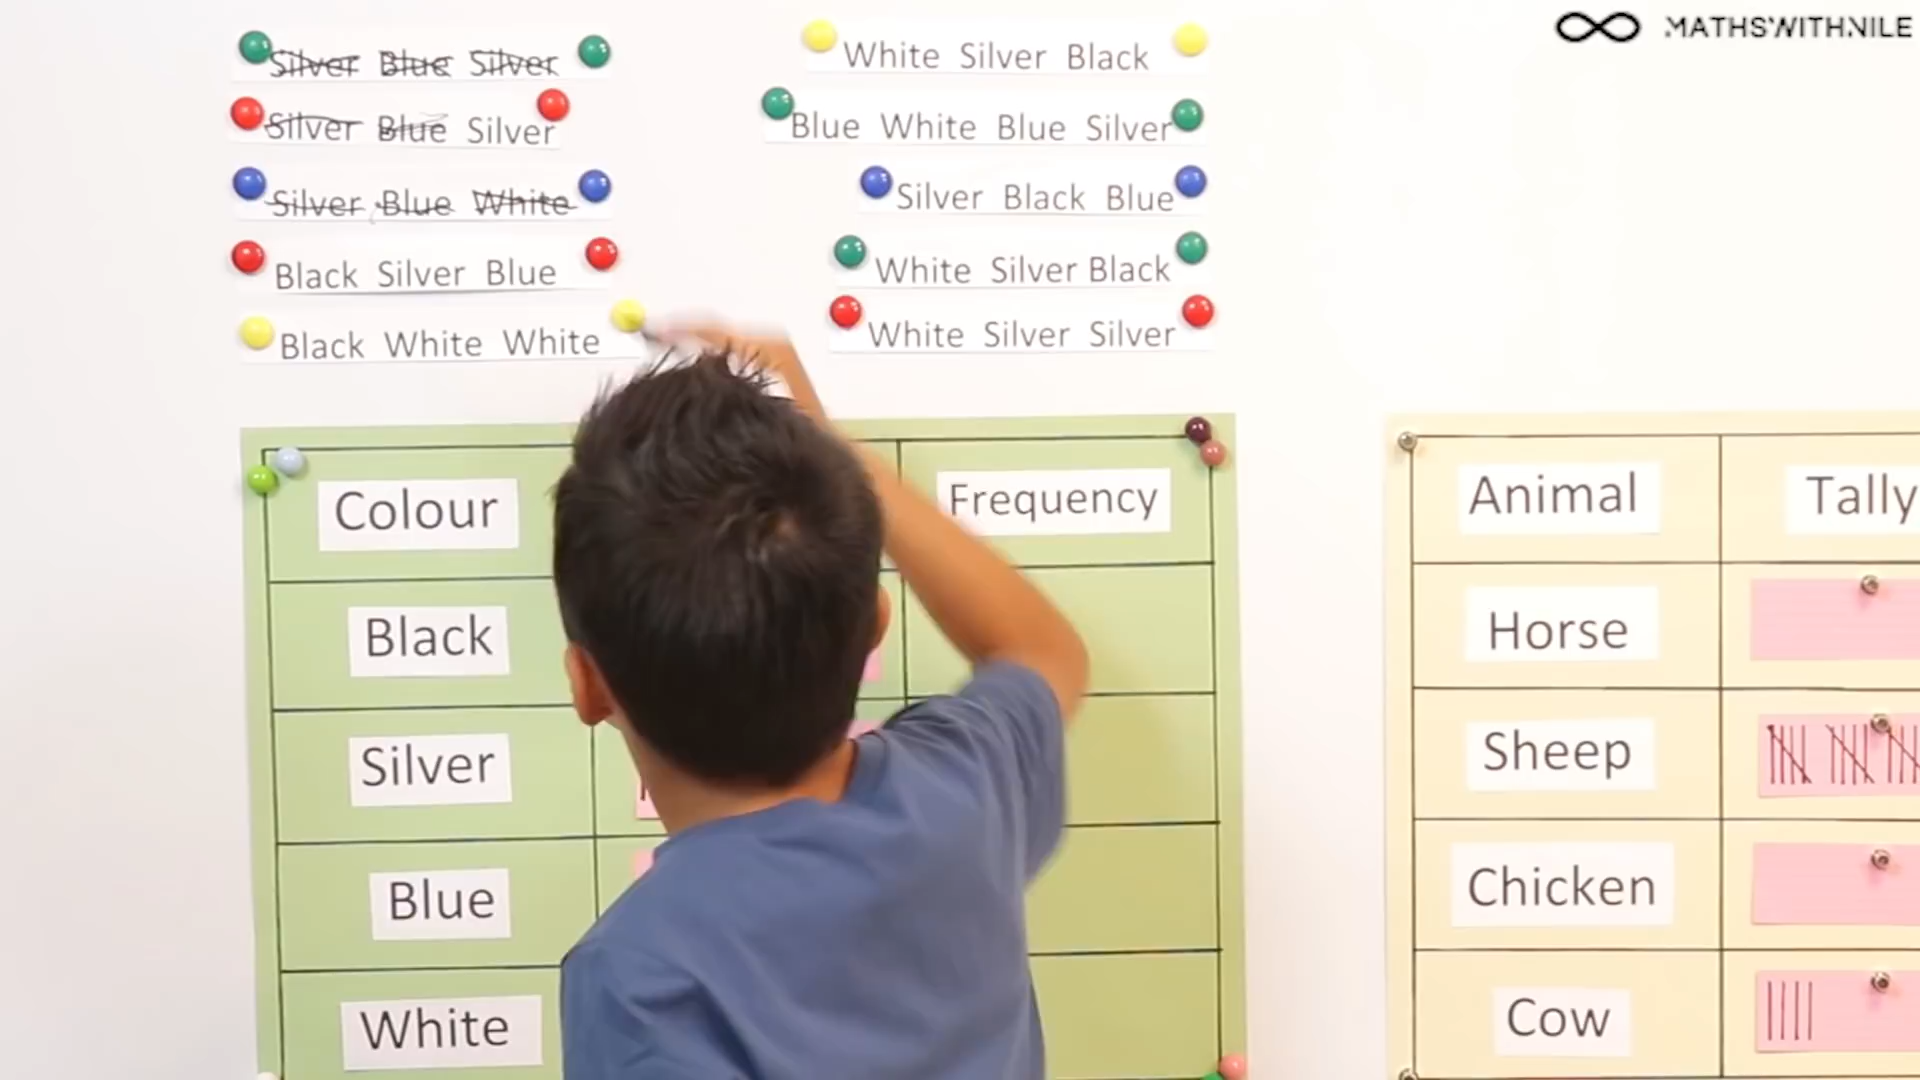 MATHSWITHNILE
Silver Blue Silver
Silver Blue Silver
Silver Blue White
Black Silver Blue
Black White White
White Silver Black
Blue White Blue Silver
Silver Black Blue
White Silver Black
White Silver Silver
Colour
Frequency
Black
Silver
Blue
White
Animal
Tally
Horse
Sheep
Chicken
Cow